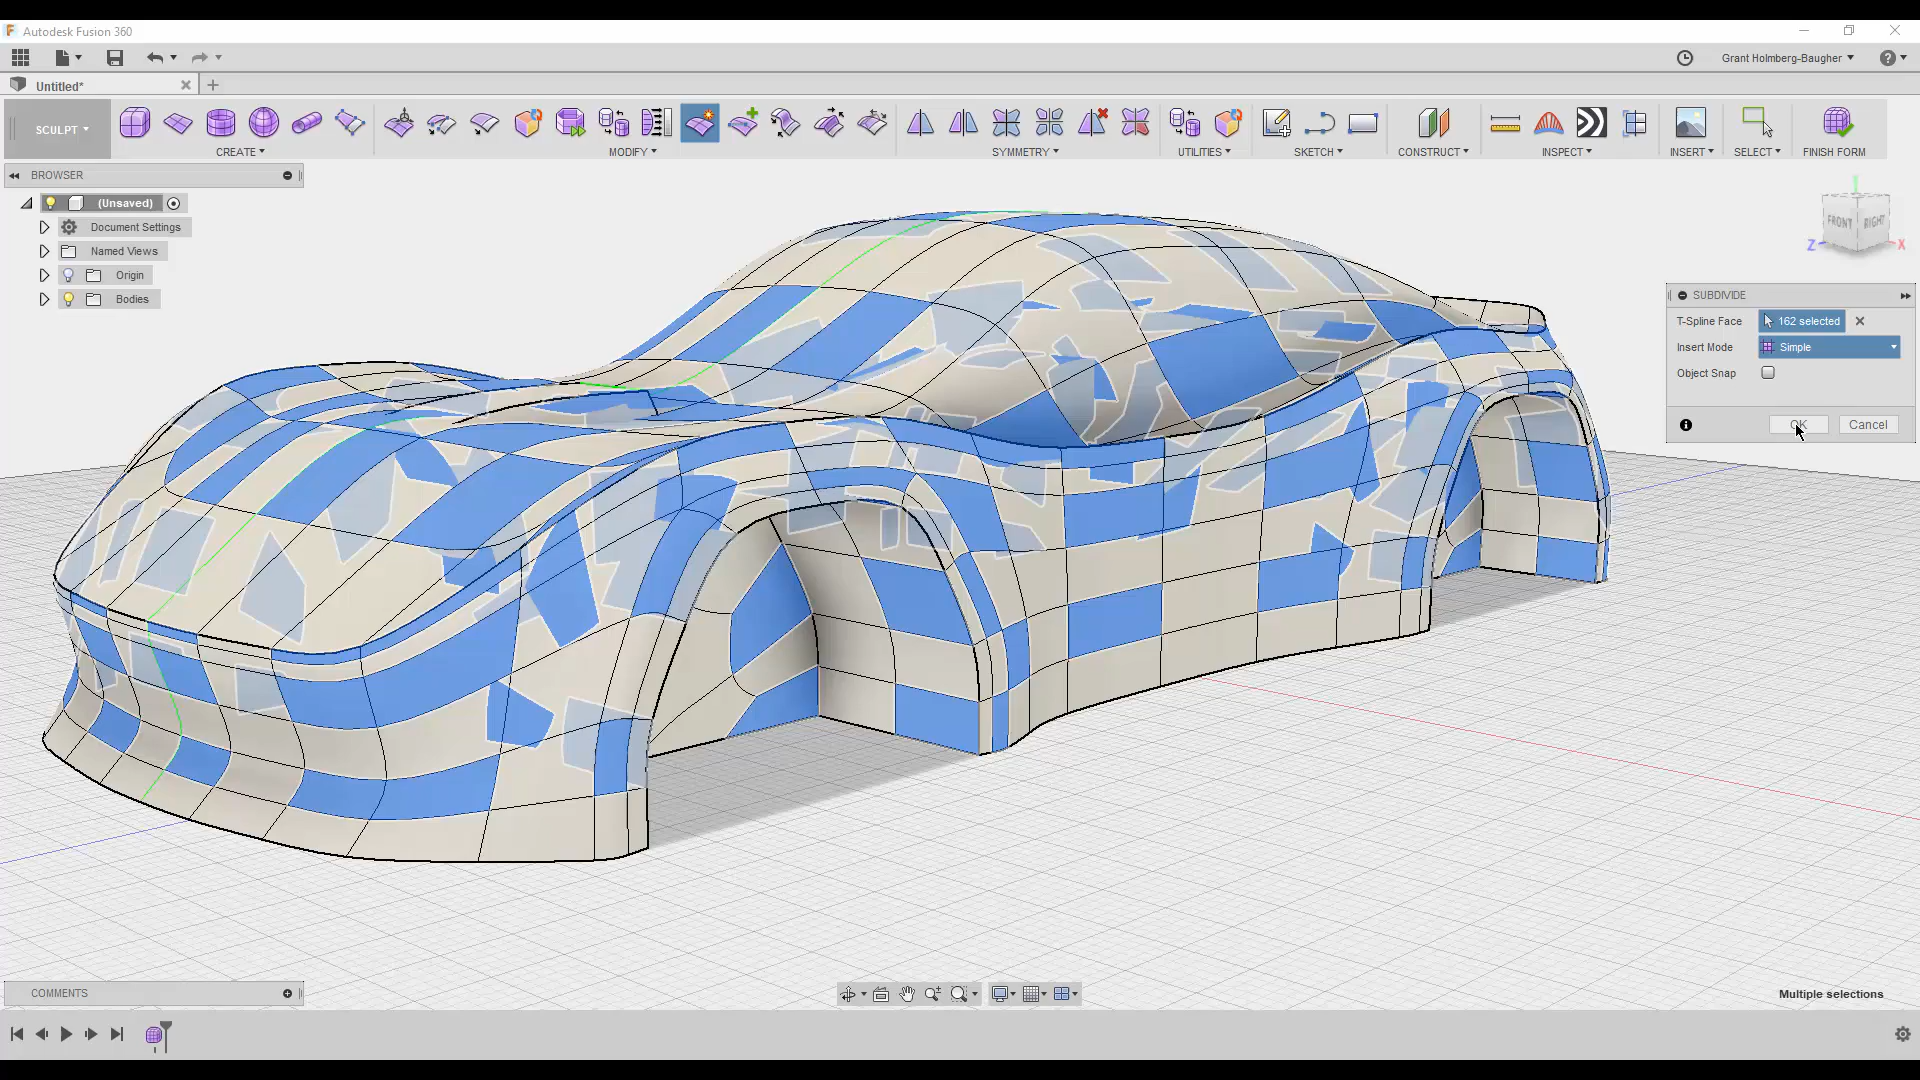 Autodesk Fusion 360
Grant Holmberg-Baugher
Untitled*
SCULPT
CREATE
MODIFY
SYMMETRY
UTILITIES
SKETCH
CONSTRUCT
INSPECT
INSERT
SELECT
FINISH FORM
BROWSER
(Unsaved)
Document Settings
Named Views
Origin
Bodies
FRONT
RIGHT
Z
X
SUBDIVIDE
T-Spline Face
162 selected
Insert Mode
Simple
Object Snap
OK
Cancel
COMMENTS
Multiple selections